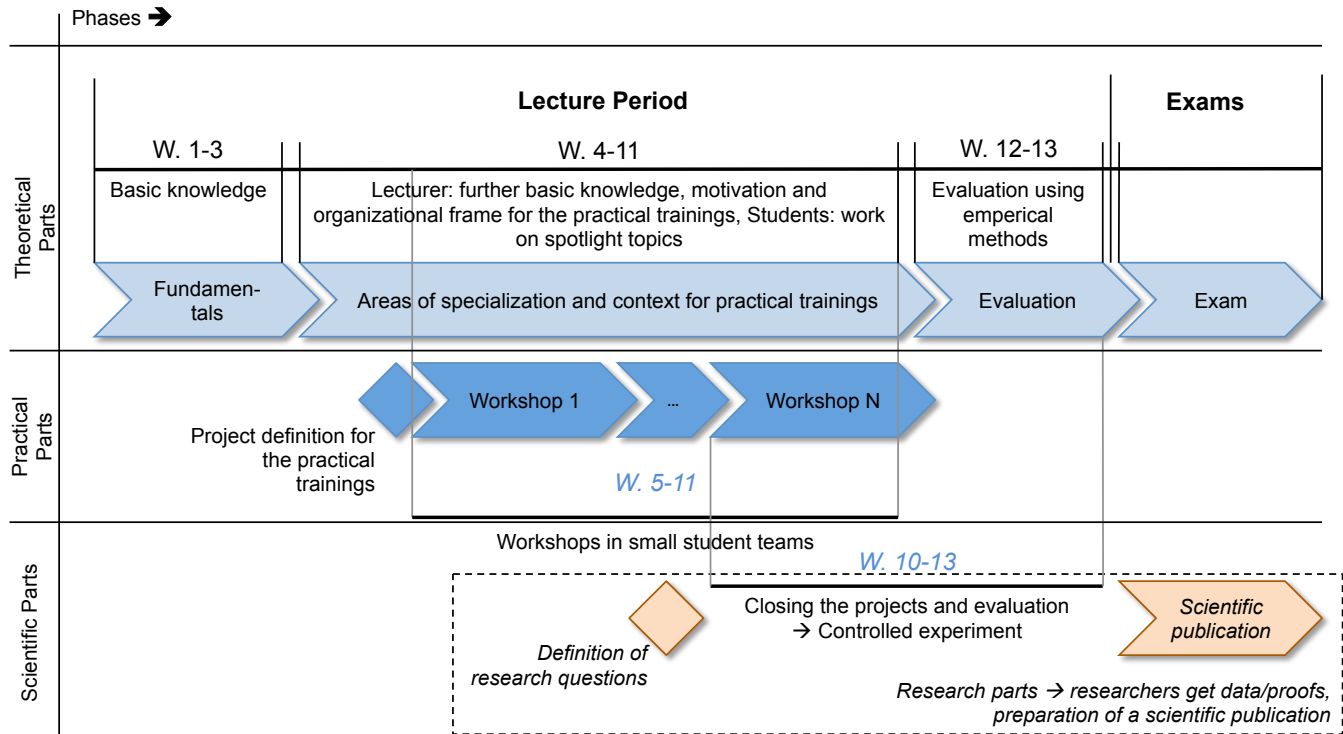 Phases ➔
Lecture Period
Exams
W. 1-3
W. 4-11
W. 12-13
Theoretical
Parts
Basic knowledge
Lecturer: further basic knowledge, motivation and
organizational frame for the practical trainings, Students: work
on spotlight topics
Evaluation using
emperical
methods
Fundamen-
tals
Areas of specialization and context for practical trainings
Evaluation
Exam
Practical
Parts
Workshop 1
...
Workshop N
Project definition for
the practical
trainings
W. 5-11
Workshops in small student teams
Scientific Parts
W. 10-13
Closing the projects and evaluation
→ Controlled experiment
Scientific
publication
Definition of
research questions
Research parts → researchers get data/proofs,
preparation of a scientific publication